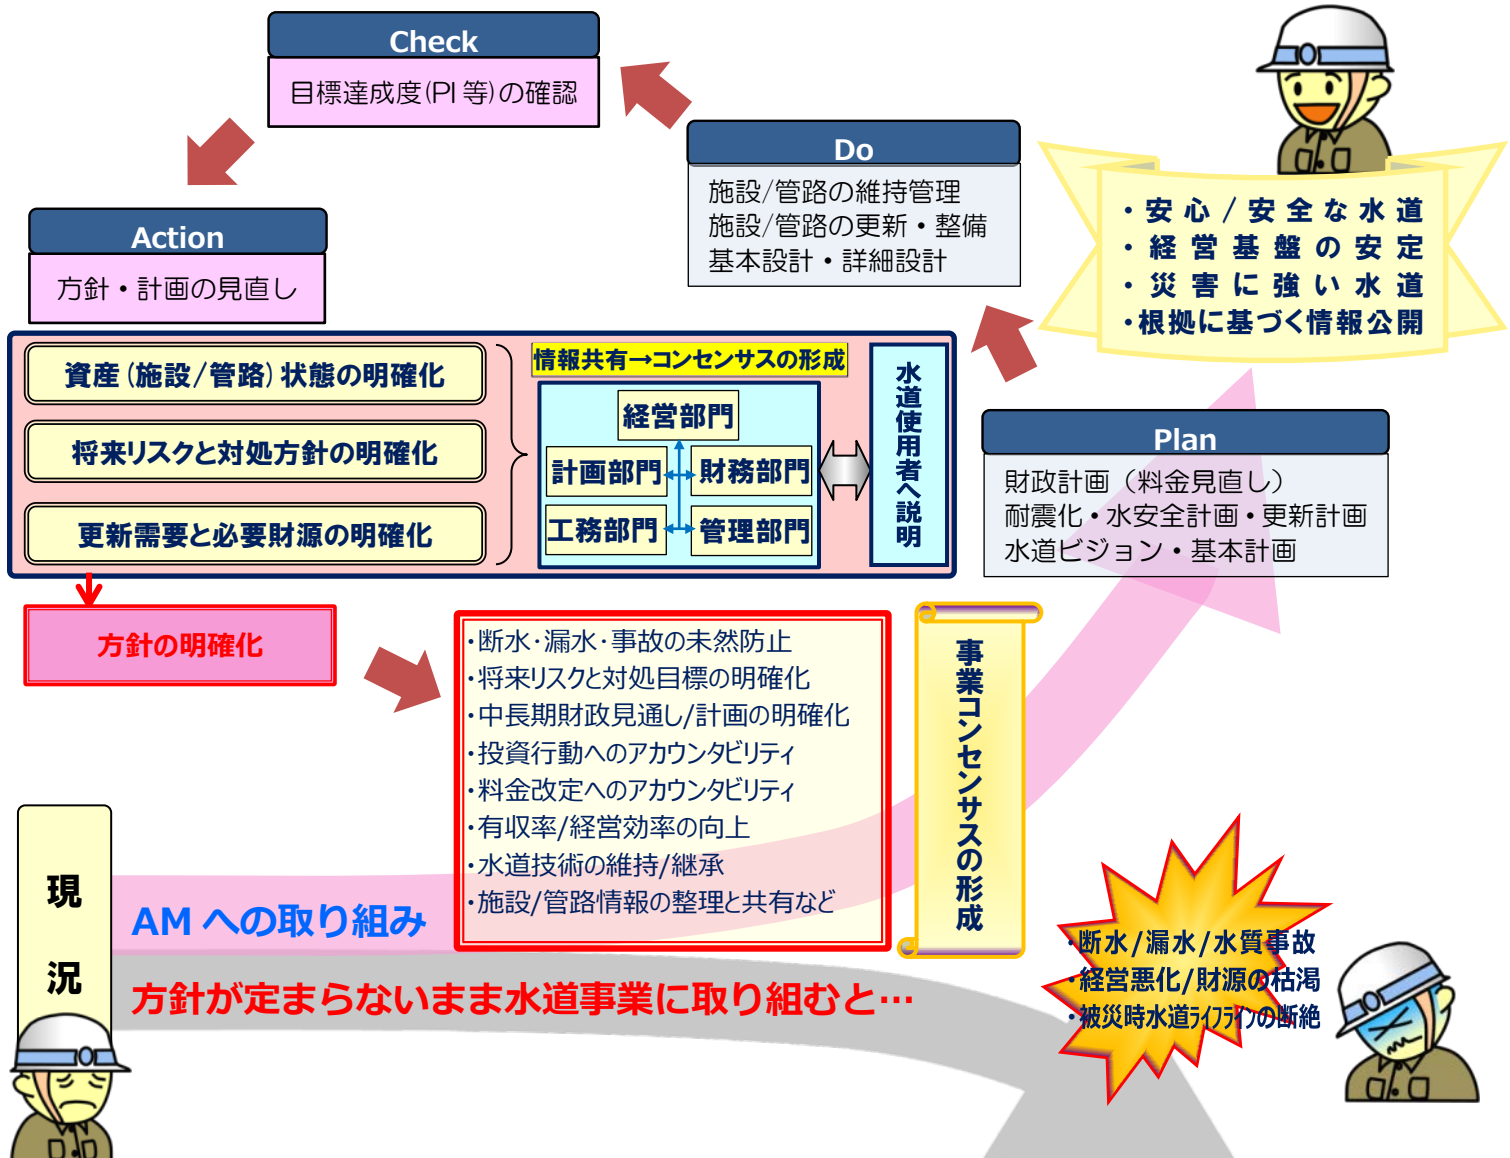 Check
目標達成度(PI 等)の確認
Do
施設/管路の維持管理
施設/管路の更新・整備
基本設計・詳細設計
・安心/安全な水道
・経営基盤の安定
・災害に強い水道
・根拠に基づく情報公開
Action
方針・計画の見直し
資産(施設/管路)状態の明確化
将来リスクと対処方針の明確化
更新需要と必要財源の明確化
情報共有→コンセンサスの形成
経営部門
計画部門
財務部門
工務部門
管理部門
水道使用者へ説明
Plan
財政計画（料金見直し）
耐震化・水安全計画・更新計画
水道ビジョン・基本計画
方針の明確化
・断水・漏水・事故の未然防止
・将来リスクと対処目標の明確化
・中長期財政見通し/計画の明確化
・投資行動へのアカウンタビリティ
・料金改定へのアカウンタビリティ
・有収率/経営効率の向上
・水道技術の維持/継承
・施設/管路情報の整理と共有など
事業コンセンサスの形成
現況
AM への取り組み
方針が定まらないまま水道事業に取り組むと…
・断水/漏水/水質事故
・経営悪化/財源の枯渇
・被災時水道ライフラインの断絶